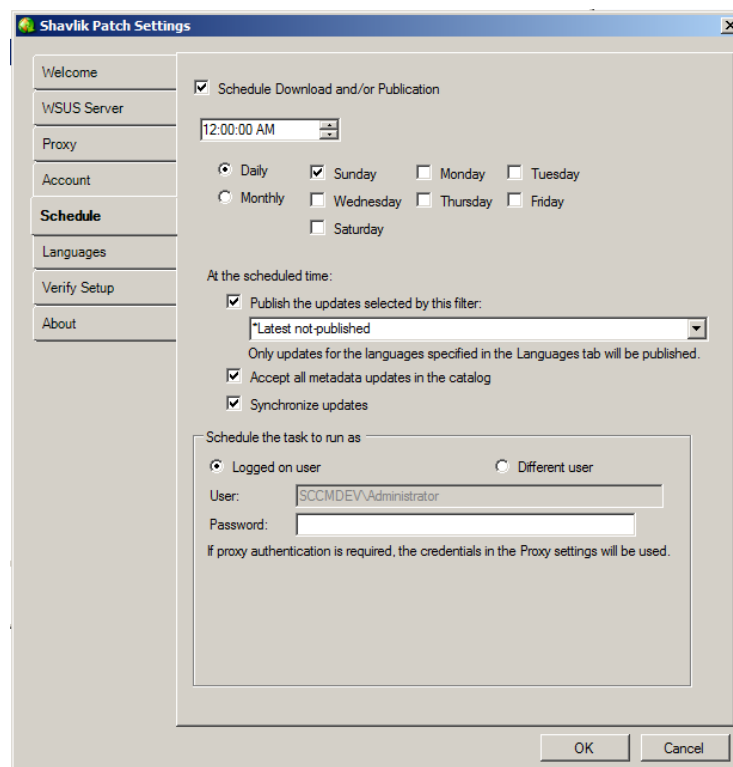 Shavlik Patch Settings
Welcome
WSUS Server
Proxy
Account
Schedule
Languages
Verify Setup
About
Schedule Download and/or Publication
12:00:00 AM
Daily Sunday Monday Tuesday
Monthly Wednesday Thursday Friday
Saturday
At the scheduled time:
Publish the updates selected by this filter:
*Latest not-published
Only updates for the languages specified in the Languages tab will be published.
Accept all metadata updates in the catalog
Synchronize updates
Schedule the task to run as
Logged on user Different user
User: SCCMDEV\Administrator
Password:
If proxy authentication is required, the credentials in the Proxy settings will be used.
OK Cancel